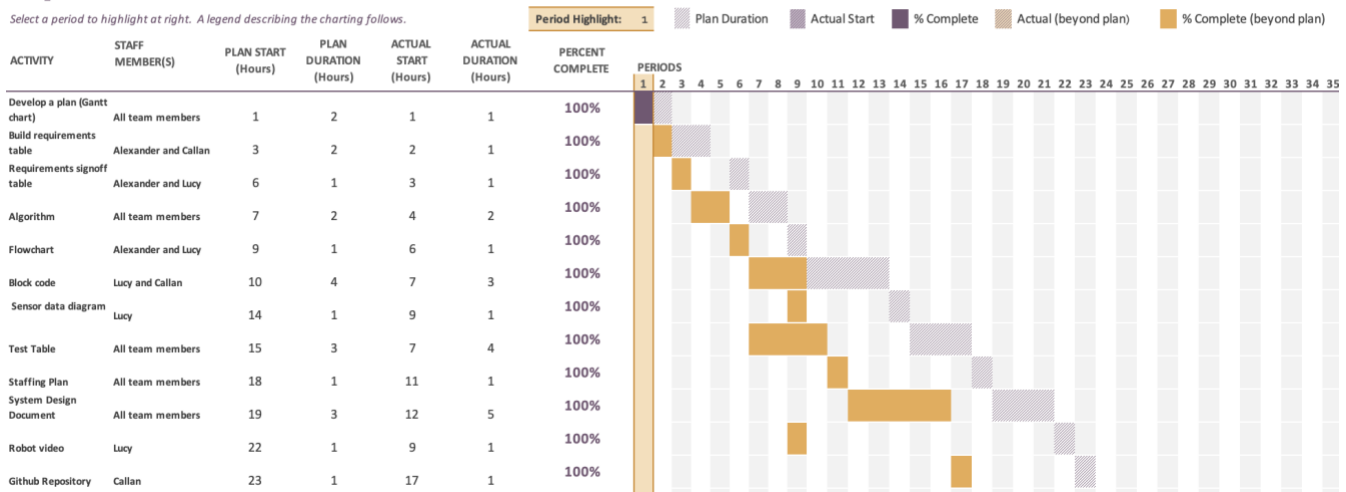 Select a period to highlight at right.  A legend describing the charting follows.
Period Highlight: 1
Plan Duration
Actual Start
% Complete
Actual (beyond plan)
% Complete (beyond plan)
ACTIVITY
STAFF
MEMBER(S)
PLAN START
(Hours)
PLAN
DURATION
(Hours)
ACTUAL
START
(Hours)
ACTUAL
DURATION
(Hours)
PERCENT
COMPLETE
PERIODS
1 2 3 4 5 6 7 8 9 10 11 12 13 14 15 16 17 18 19 20 21 22 23 24 25 26 27 28 29 30 31 32 33 34 35
Develop a plan (Gantt
chart) All team members 1 2 1 1 100%
Build requirements
table Alexander and Callan 3 2 2 1 100%
Requirements signoff
table Alexander and Lucy 6 1 3 1 100%
Algorithm All team members 7 2 4 2 100%
Flowchart Alexander and Lucy 9 1 6 1 100%
Block code Lucy and Callan 10 4 7 3 100%
Sensor data diagram Lucy 14 1 9 1 100%
Test Table All team members 15 3 7 4 100%
Staffing Plan All team members 18 1 11 1 100%
System Design
Document All team members 19 3 12 5 100%
Robot video Lucy 22 1 9 1 100%
Github Repository Callan 23 1 17 1 100%